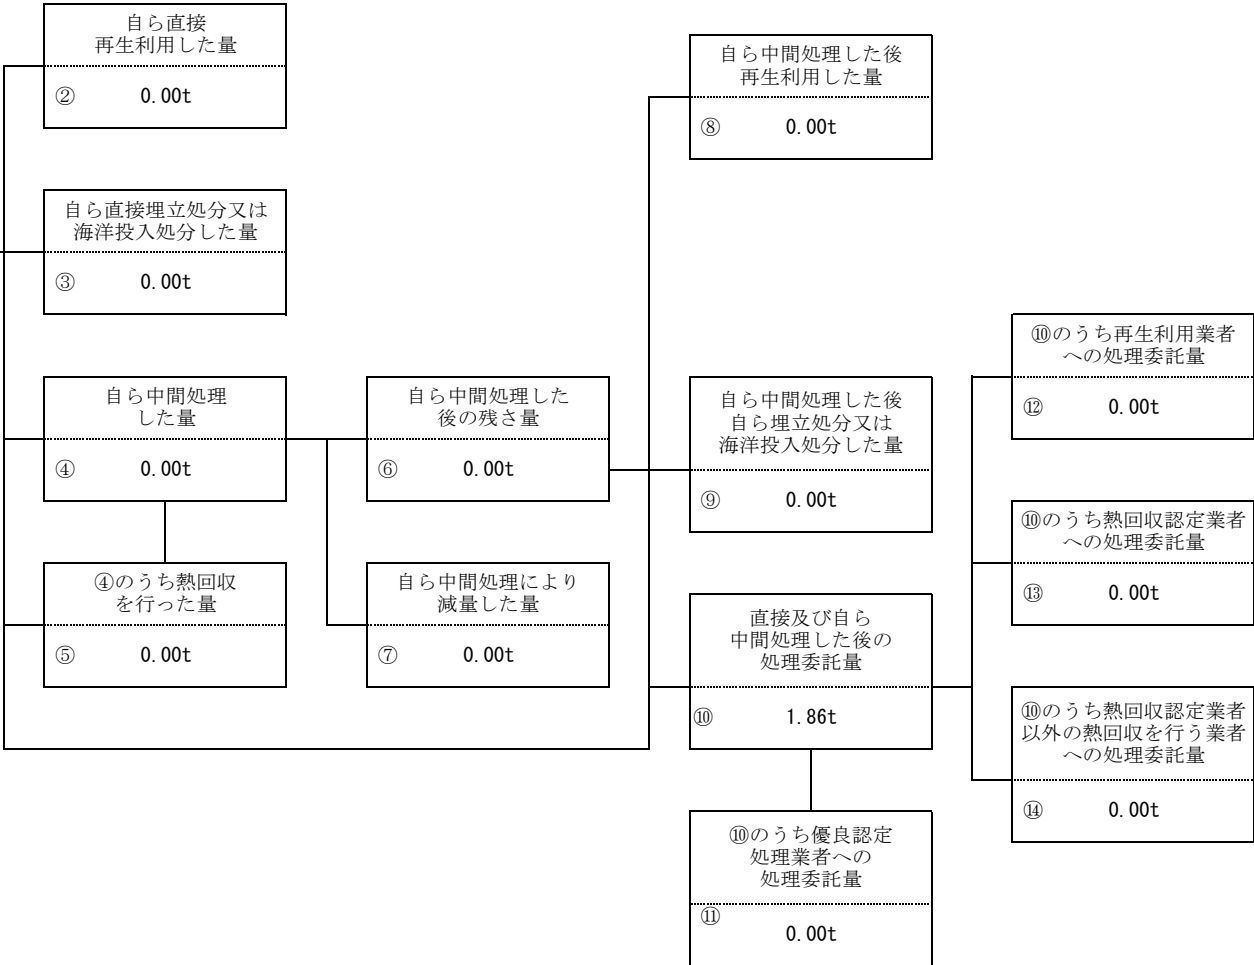 自ら直接
再生利用した量
② 0.00t
自ら直接埋立処分又は
海洋投入処分した量
③ 0.00t
自ら中間処理
した量
④ 0.00t
④のうち熱回収
を行った量
⑤ 0.00t
自ら中間処理した
後の残さ量
⑥ 0.00t
自ら中間処理により
減量した量
⑦ 0.00t
自ら中間処理した後
再生利用した量
⑧ 0.00t
自ら中間処理した後
自ら埋立処分又は
海洋投入処分した量
⑨ 0.00t
直接及び自ら
中間処理した後の
処理委託量
⑩ 1.86t
⑩のうち優良認定
処理業者への
処理委託量
⑪ 0.00t
⑩のうち再生利用業者
への処理委託量
⑫ 0.00t
⑩のうち熱回収認定業者
への処理委託量
⑬ 0.00t
⑩のうち熱回収認定業者
以外の熱回収を行う業者
への処理委託量
⑭ 0.00t